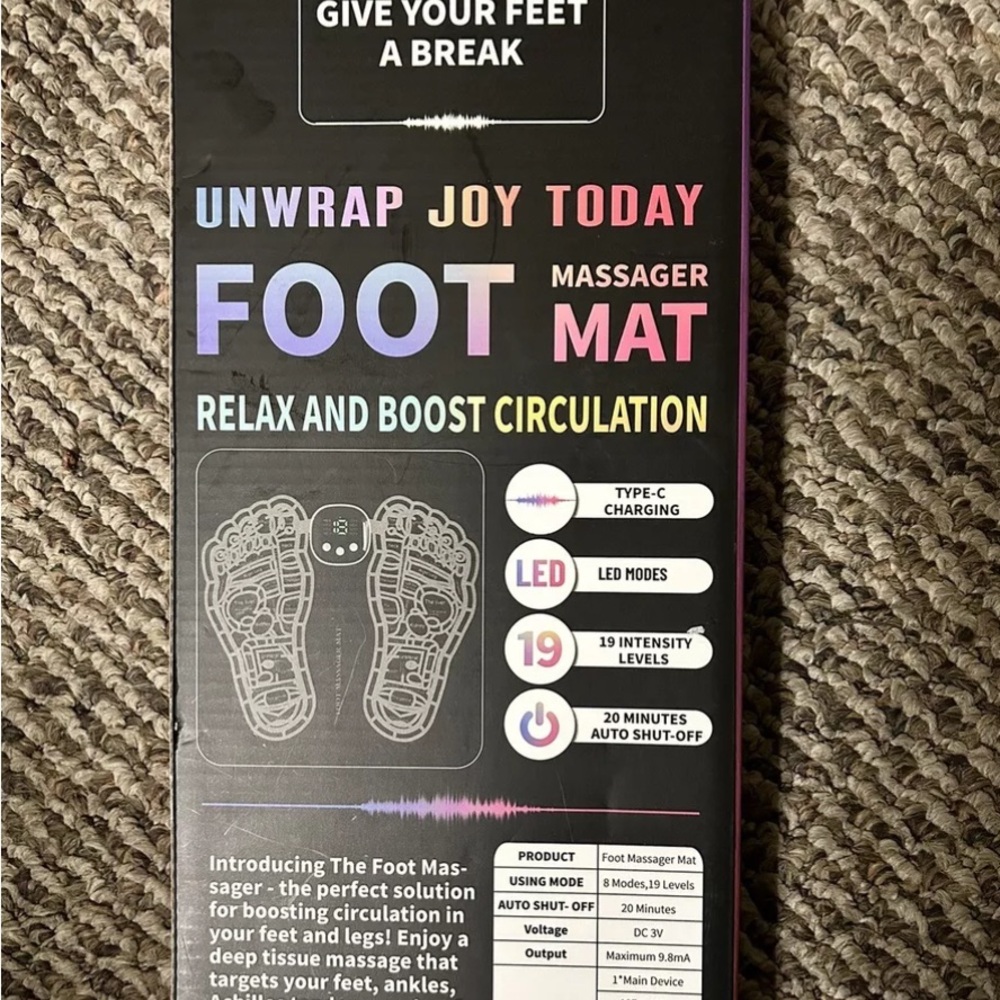 GIVE YOUR FEET
A BREAK
UNWRAP JOY TODAY
FOOT
MASSAGER
MAT
RELAX AND BOOST CIRCULATION
FOOT MASSAGER MAT
TYPE-C
CHARGING
LED
LED MODES
19
19 INTENSITY
LEVELS
20 MINUTES
AUTO SHUT-OFF
Introducing The Foot Mas-
sager - the perfect solution
for boosting circulation in
your feet and legs! Enjoy a
deep tissue massage that
targets your feet, ankles,
PRODUCT Foot Massager Mat
USING MODE 8 Modes,19 Levels
AUTO SHUT- OFF 20 Minutes
Voltage DC 3V
Output Maximum 9.8mA
1*Main Device